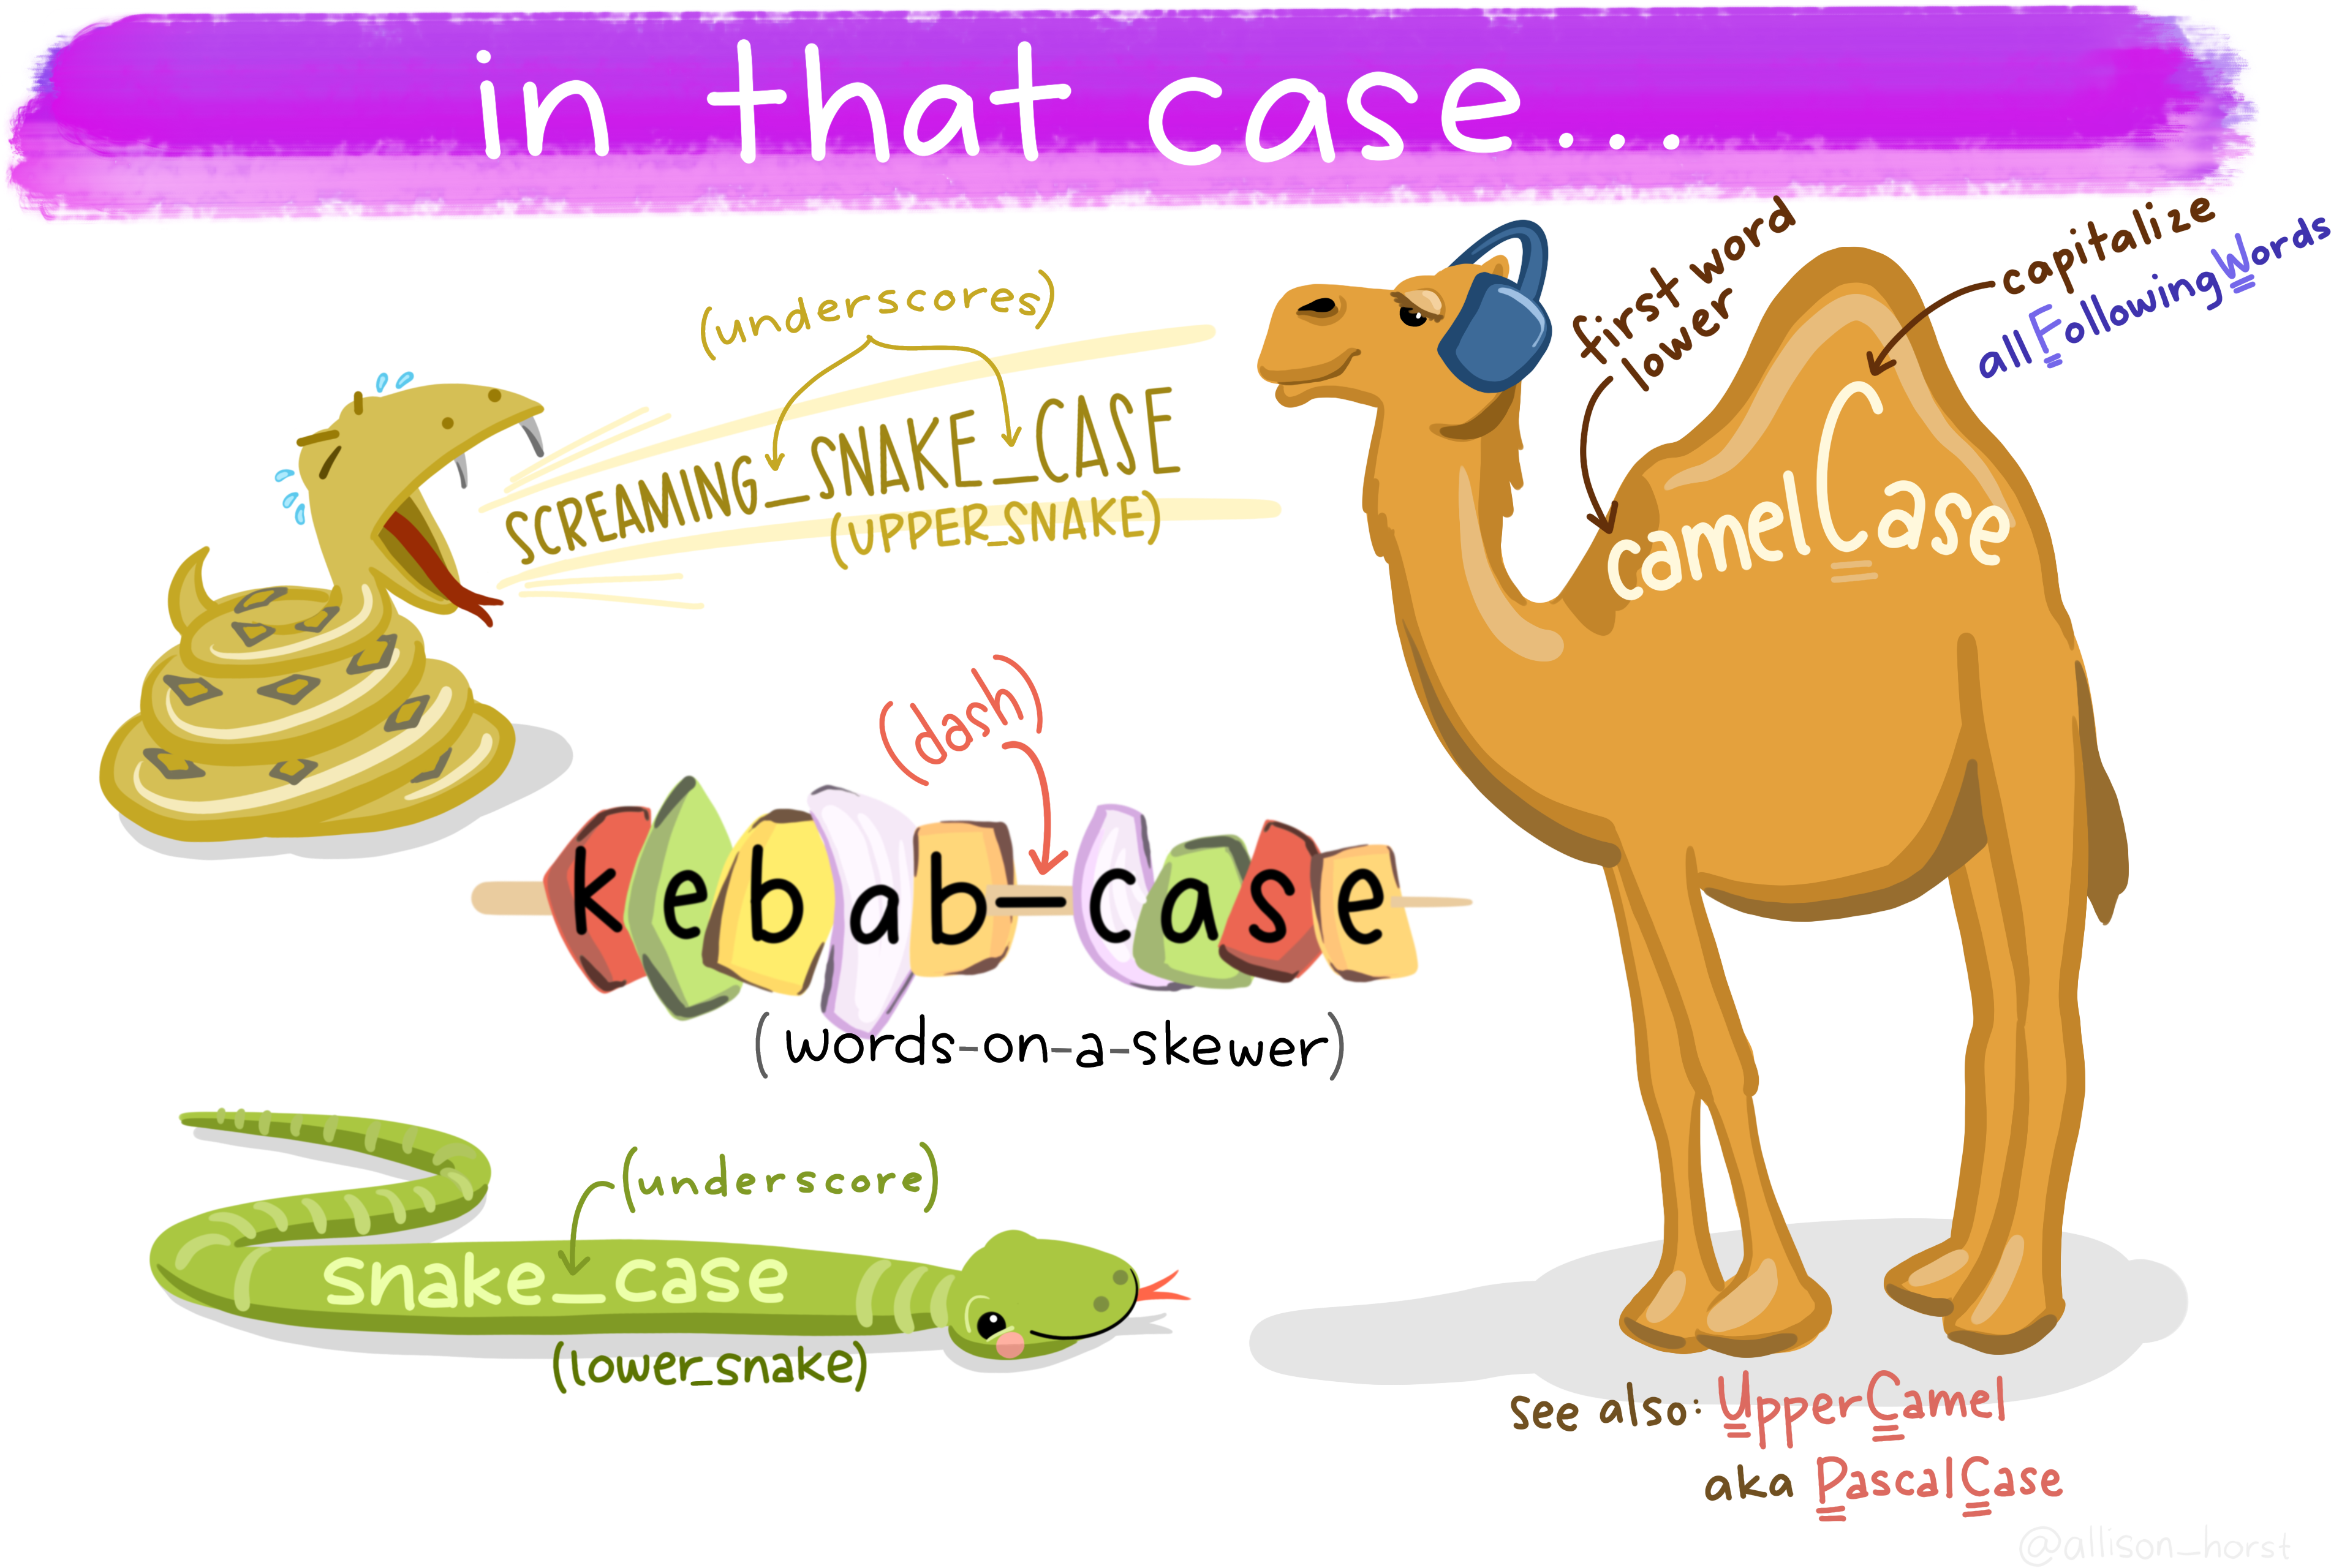 in that case...
(underscores)
SCREAMING_SNAKE_CASE
(UPPER_SNAKE)
first word
lower
capitalize
allFollowingWords
camelCase
(dash)
kebab-case
(words-on-a-skewer)
(underscore)
snake_case
(lower_snake)
see also: UpperCamel
aka PascalCase
@allison_horst